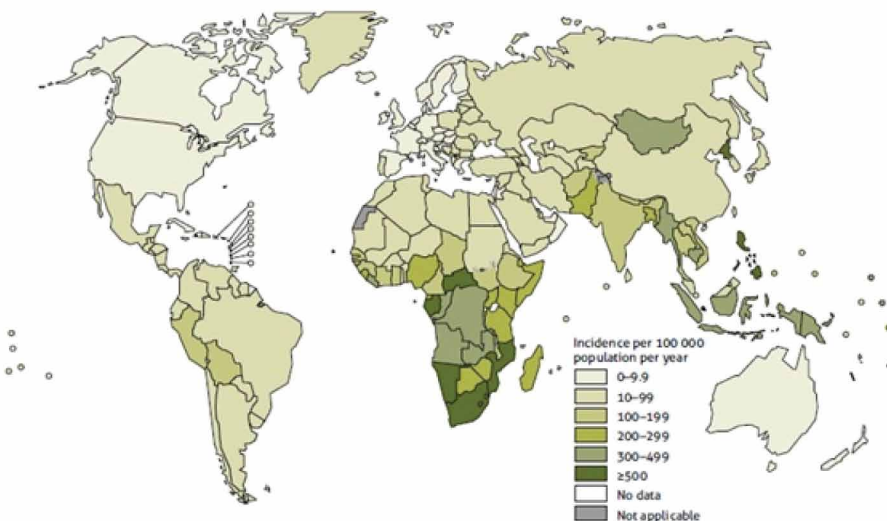 Incidence per 100 000
population per year
0–9.9
10–99
100–199
200–299
300–499
≥500
No data
Not applicable